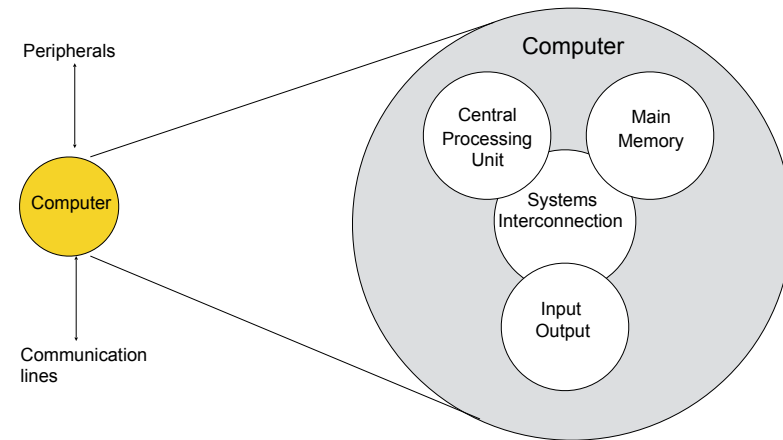 Peripherals
Computer
Communication
lines
Computer
Central
Processing
Unit
Main
Memory
Systems
Interconnection
Input
Output